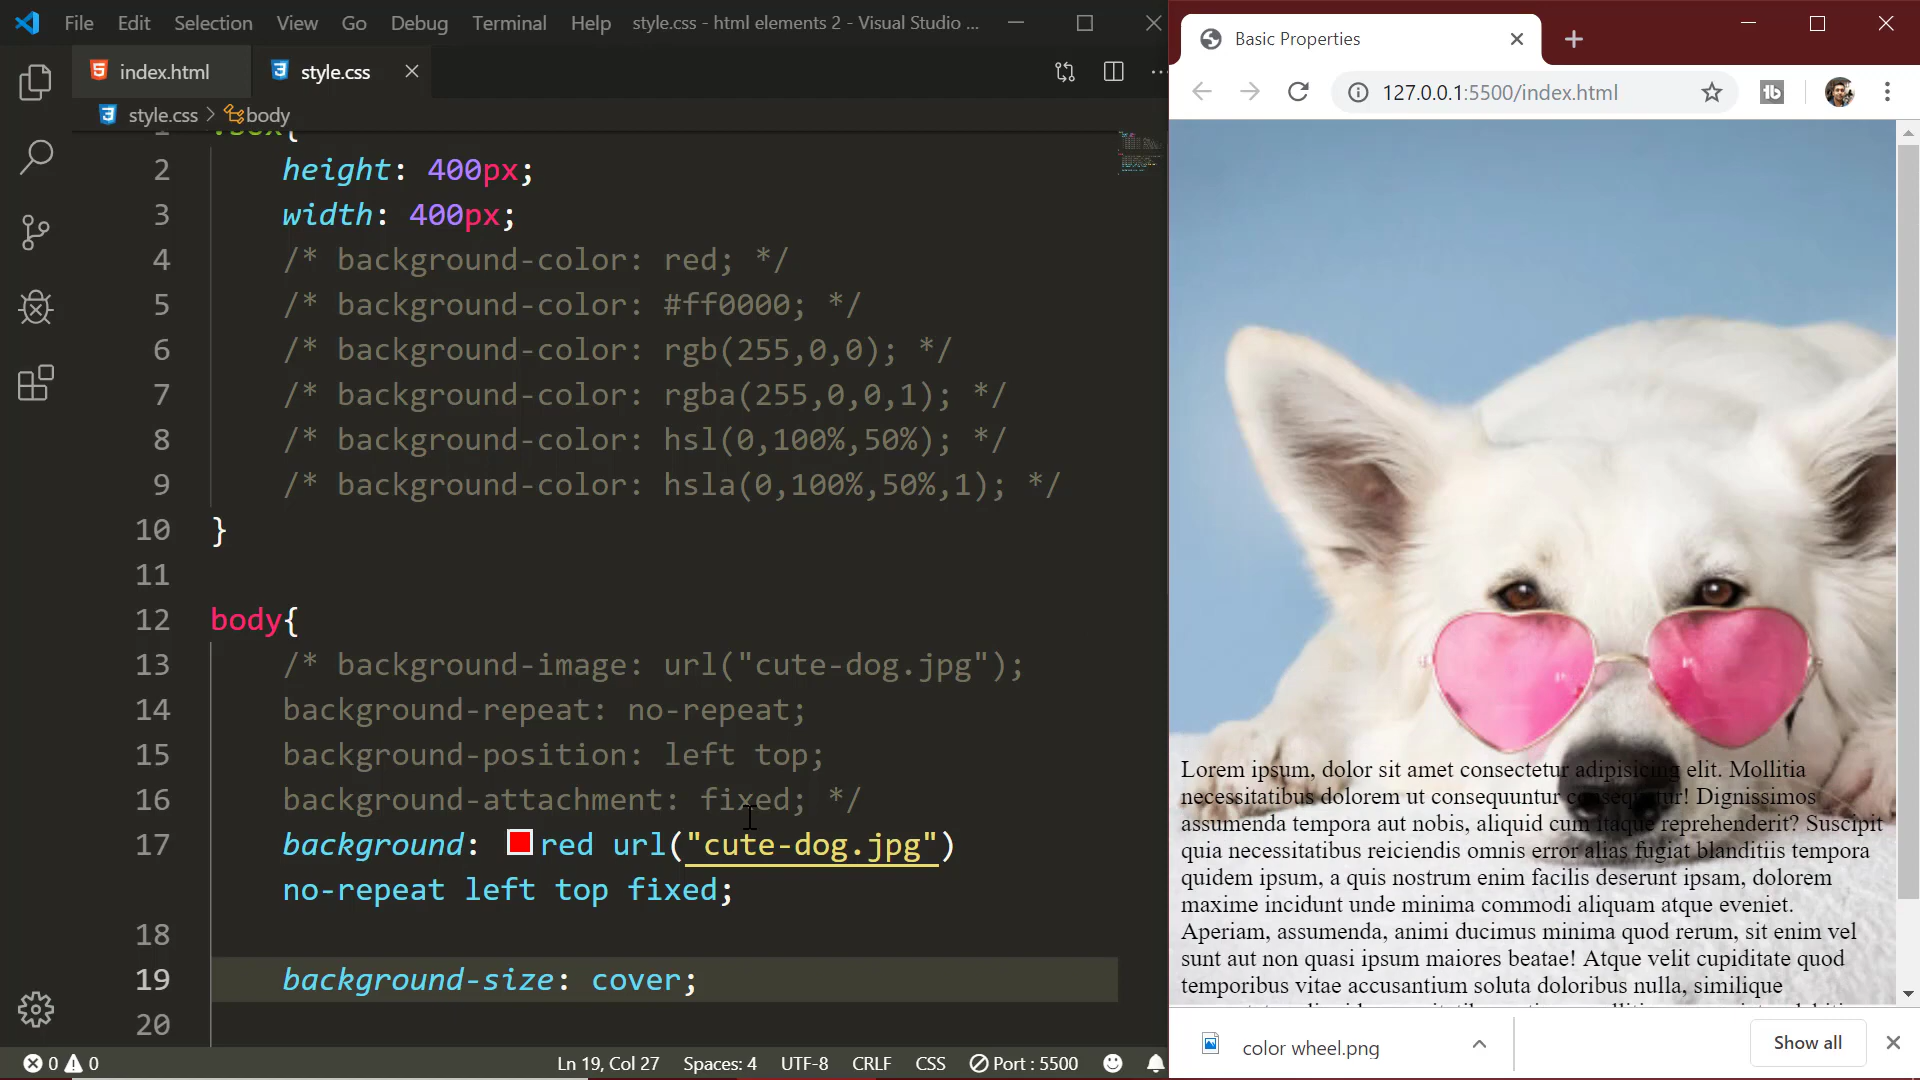 File Edit Selection View Go Debug Terminal Help style.css - html elements 2 - Visual Studio ...
index.html style.css
style.css > body
2 height: 400px;
3 width: 400px;
4 /* background-color: red; */
5 /* background-color: #ff0000; */
6 /* background-color: rgb(255,0,0); */
7 /* background-color: rgba(255,0,0,1); */
8 /* background-color: hsl(0,100%,50%); */
9 /* background-color: hsla(0,100%,50%,1); */
10 }
11
12 body{
13 /* background-image: url("cute-dog.jpg");
14 background-repeat: no-repeat;
15 background-position: left top;
16 background-attachment: fixed; */
17 background: red url("cute-dog.jpg")
no-repeat left top fixed;
18
19 background-size: cover;
20
0 0 Ln 19, Col 27 Spaces: 4 UTF-8 CRLF CSS Port : 5500
Basic Properties
127.0.0.1:5500/index.html
Lorem ipsum, dolor sit amet consectetur adipisicing elit. Mollitia
necessitatibus dolorem ut consequuntur consequatur! Dignissimos
assumenda tempora aut nobis, aliquid cum itaque reprehenderit? Suscipit
quia necessitatibus reiciendis omnis error alias fugiat blanditiis tempora
quidem ipsum, a quis nostrum enim facilis deserunt ipsam, dolorem
maxime incidunt unde minima commodi aliquam atque eveniet.
Aperiam, assumenda, animi ducimus minima quod rerum, sit enim vel
sunt aut non quasi ipsum maiores beatae! Atque velit cupiditate quod
temporibus vitae accusantium soluta doloribus nulla, similique
color wheel.png Show all